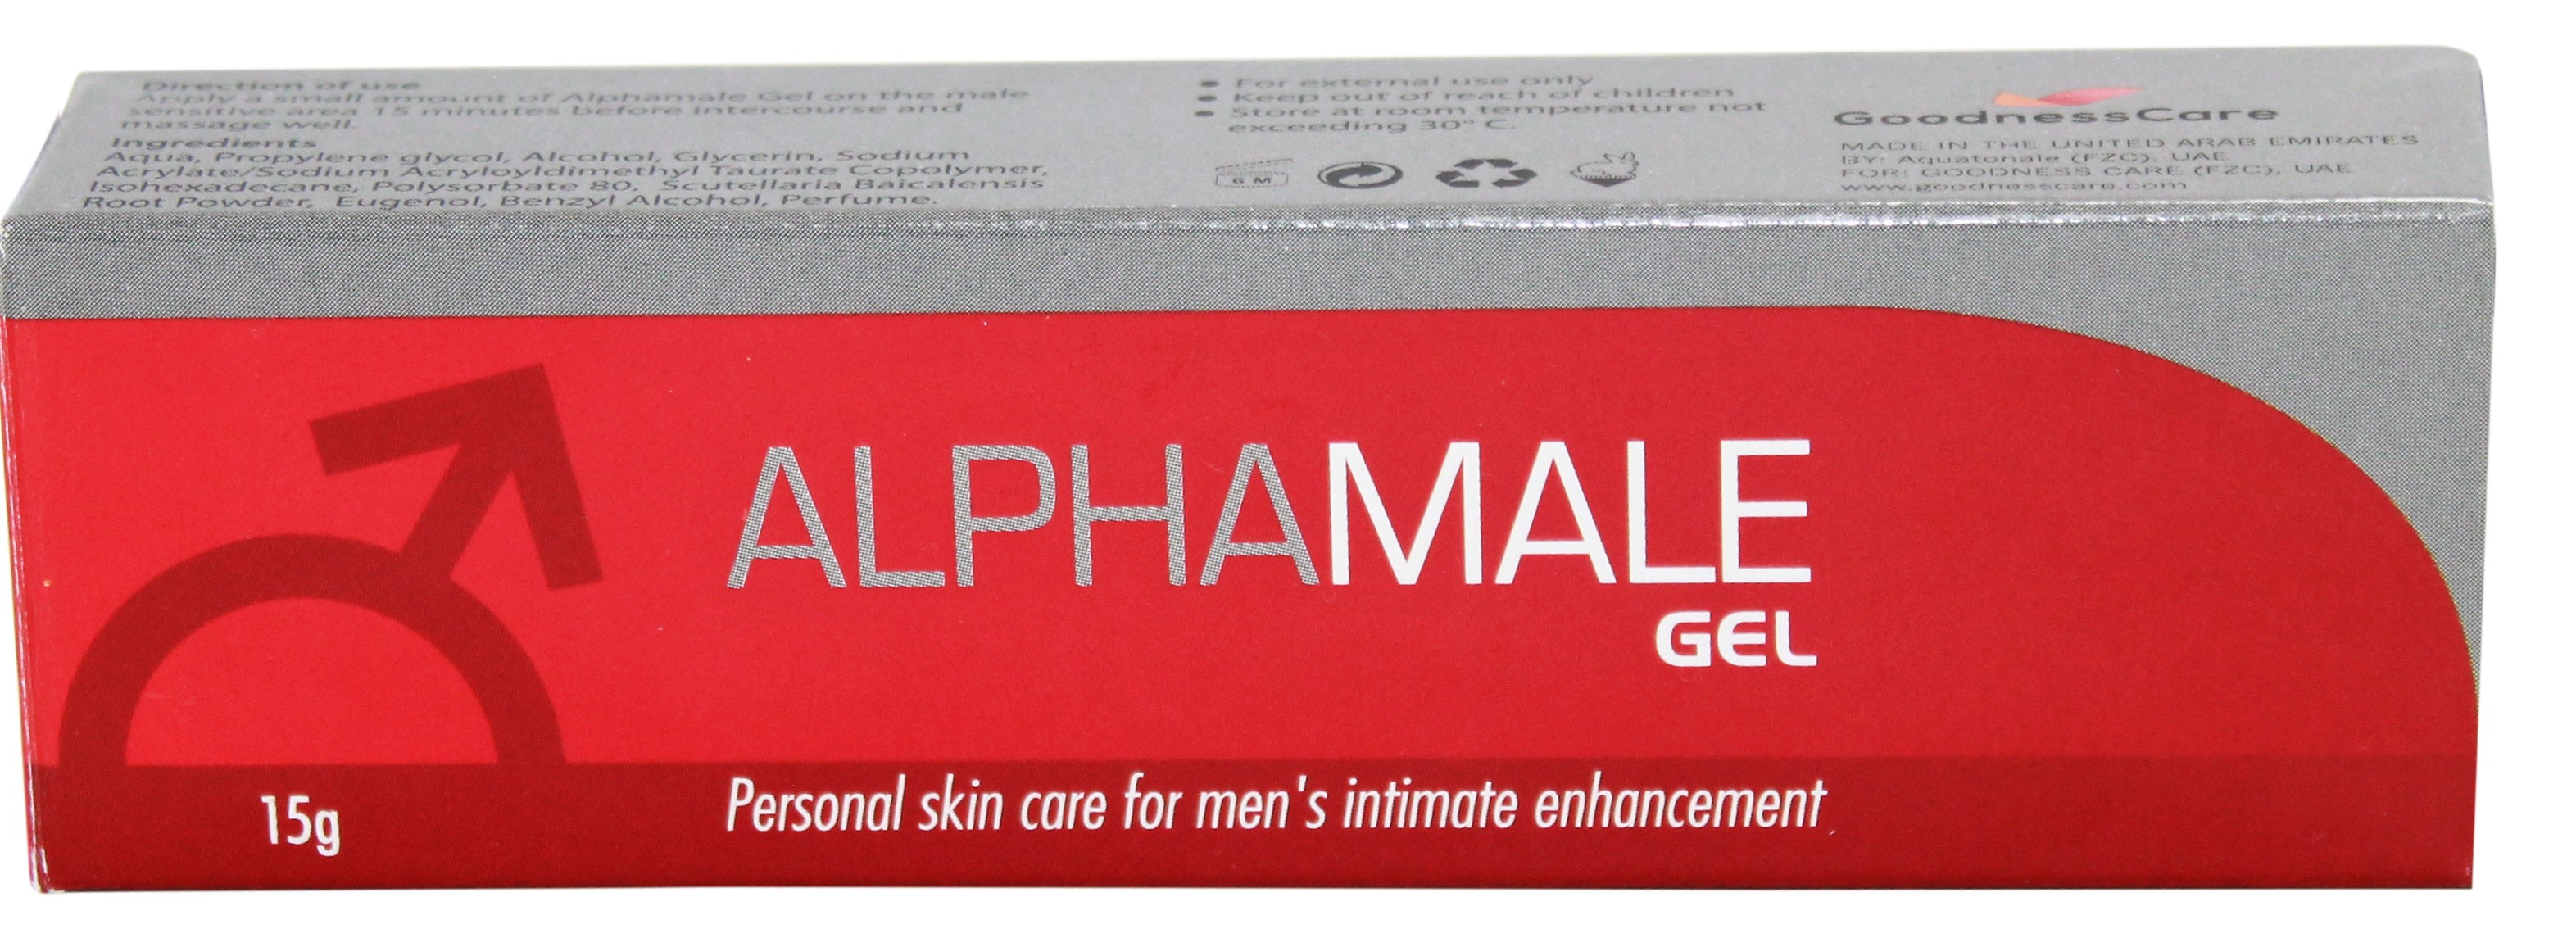 Direction of use
Apply a small amount of Alphamale Gel on the male
sensitive area 15 minutes before intercourse and
massage well.
Ingredients
Aqua, Propylene glycol, Alcohol, Glycerin, Sodium
Acrylate/Sodium Acryloyldimethyl Taurate Copolymer,
Isohexadecane, Polysorbate 80, Scutellaria Baicalensis
Root Powder, Eugenol, Benzyl Alcohol, Perfume.
• For external use only
• Keep out of reach of children
• Store at room temperature not
exceeding 30° C.
6 M
GoodnessCare
MADE IN THE UNITED ARAB EMIRATES
BY: Aquatonale (FZC), UAE
FOR: GOODNESS CARE (FZC), UAE
www.goodnesscare.com
ALPHAMALE
GEL
15g
Personal skin care for men's intimate enhancement